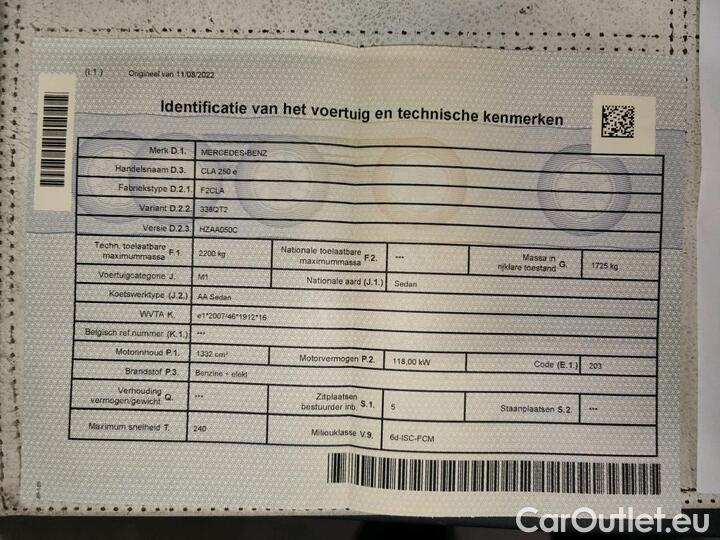 (I.1.) Origineel van 11/08/2022
Identificatie van het voertuig en technische kenmerken
Merk D.1. MERCEDES-BENZ
Handelsnaam D.3. CLA 250 e
Fabriekstype D.2.1. F2CLA
Variant D.2.2. 338QT2
Versie D.2.3. HZAA050C
Techn. toelaatbare maximummassa F.1. 2200 kg Nationale toelaatbare maximummassa F.2. --- Massa in rijklare toestand G. 1725 kg
Voertuigcategorie J. M1 Nationale aard (J.1.) Sedan
Koetswerktype (J.2.) AA Sedan
WVTA K. e1*2007/46*1912*16
Belgisch ref.nummer (K.1.) ---
Motorinhoud P.1. 1332 cm³ Motorvermogen P.2. 118,00 kW Code (E.1.) 203
Brandstof P.3. Benzine + elekt
Verhouding vermogen/gewicht Q. --- Zitplaatsen bestuurder inb. S.1. 5 Staanplaatsen S.2. ---
Maximum snelheid T. 240 Milieuklasse V.9. 6d-ISC-FCM
CarOutlet.eu